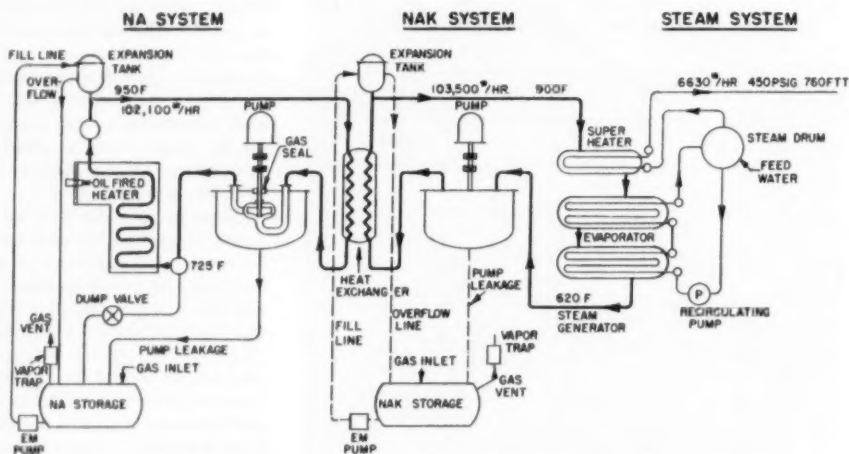 NA SYSTEM
NAK SYSTEM
STEAM SYSTEM
FILL LINE
EXPANSION
TANK
OVER-
FLOW
950F
102,100#/HR
PUMP
GAS
SEAL
OIL FIRED
HEATER
725 F
DUMP VALVE
GAS
VENT
VAPOR
TRAP
PUMP LEAKAGE
GAS INLET
NA STORAGE
EM
PUMP
EXPANSION
TANK
103,500#/HR.
900F
PUMP
HEAT
EXCHANGER
FILL
LINE
OVERFLOW
LINE
PUMP
LEAKAGE
VAPOR
TRAP
GAS INLET
GAS
VENT
NAK STORAGE
EM
PUMP
6630#/HR 450PSIG 760FTT
SUPER
HEATER
STEAM DRUM
FEED
WATER
EVAPORATOR
620 F
STEAM
GENERATOR
P
RECIRCULATING
PUMP